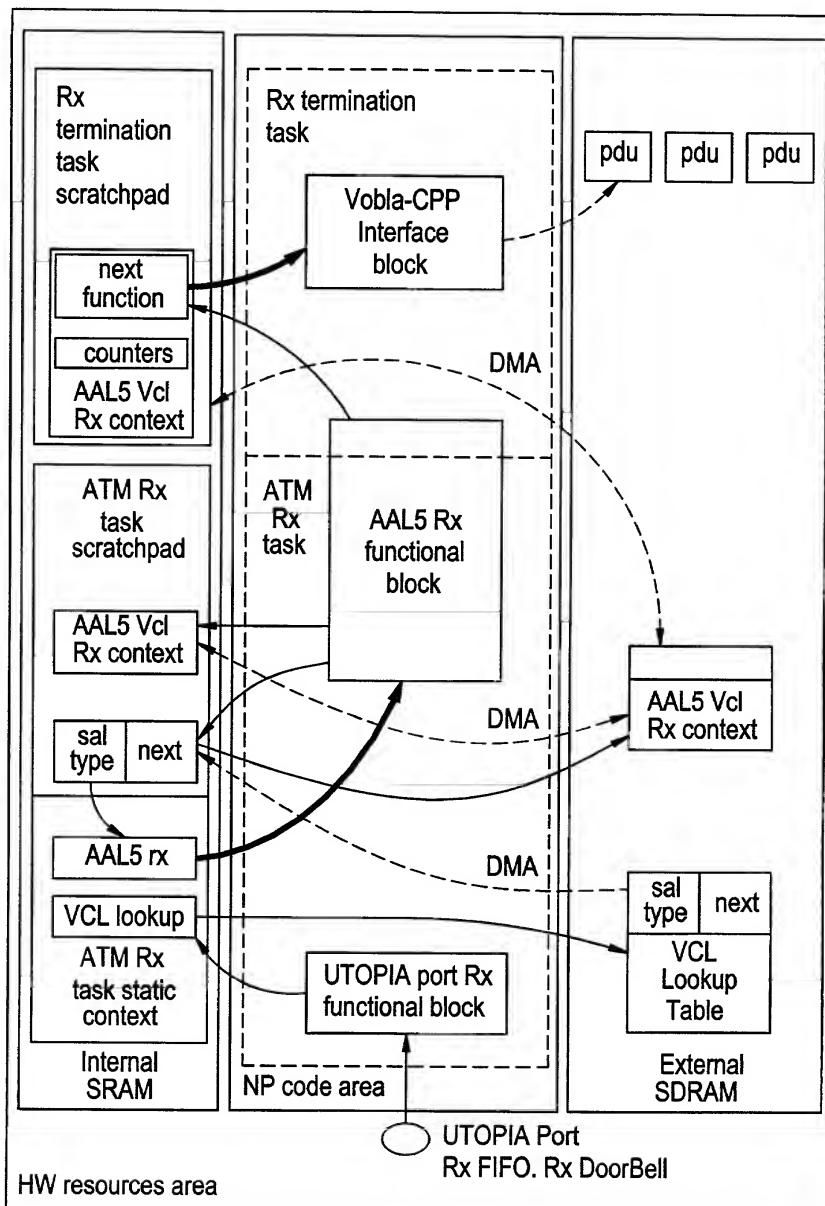 Rx
termination
task
scratchpad
next
function
counters
AAL5 Vcl
Rx context
ATM Rx
task
scratchpad
AAL5 Vcl
Rx context
sal
type
next
AAL5 rx
VCL lookup
ATM Rx
task static
context
Internal
SRAM
Rx termination
task
Vobla-CPP
Interface
block
DMA
ATM
Rx
task
AAL5 Rx
functional
block
DMA
DMA
UTOPIA port Rx
functional block
NP code area
pdu
pdu
pdu
AAL5 Vcl
Rx context
sal
type
next
VCL
Lookup
Table
External
SDRAM
UTOPIA Port
Rx FIFO. Rx DoorBell
HW resources area